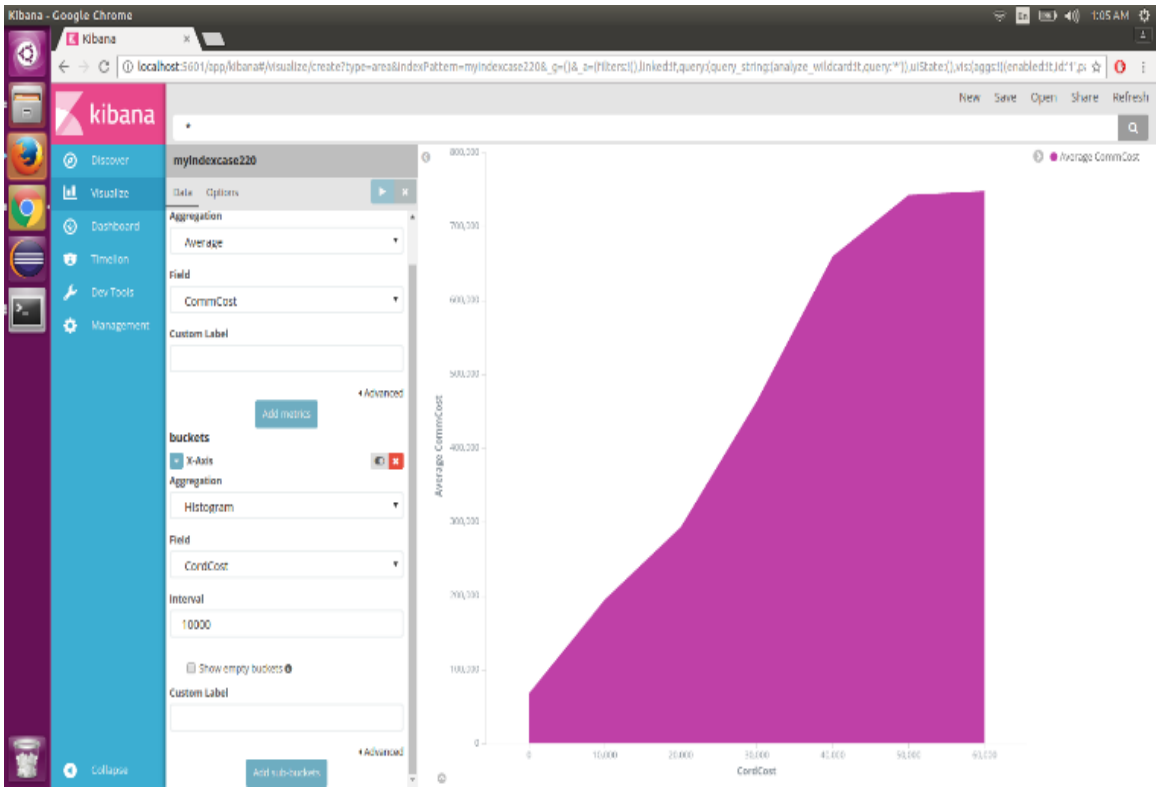 Kibana - Google Chrome
En
1:05 AM
Kibana
localhost:5601/app/kibana#/visualize/create?type=area&indexPattern=myindexcase220&_g=()&_a=(filters:!(),linked:!f,query:(query_string:(analyze_wildcard:!t,query:'*')),uiState:(),vis:(aggs:!((enabled:!t,id:'1',pa
New Save Open Share Refresh
kibana
*
Discover
Visualize
Dashboard
Timelion
Dev Tools
Management
Collapse
myindexcase220
Data Options
Aggregation
Average
Field
CommCost
Custom Label
Advanced
Add metrics
buckets
X-Axis
Aggregation
Histogram
Field
CordCost
Interval
10000
Show empty buckets
Custom Label
Advanced
Add sub-buckets
Average CommCost
800,000
700,000
600,000
500,000
400,000
300,000
200,000
100,000
0
Average CommCost
0 10,000 20,000 30,000 40,000 50,000 60,000
CordCost